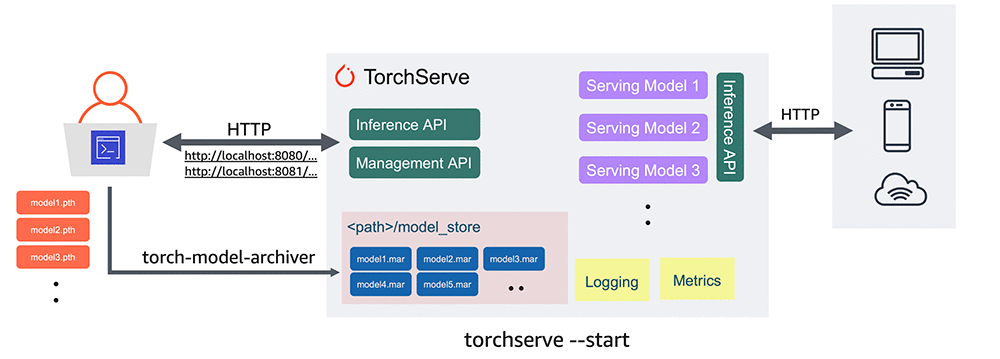 HTTP
http://localhost:8080/...
http://localhost:8081/...
model1.pth
model2.pth
model3.pth
torch-model-archiver
TorchServe
Inference API
Management API
<path>/model_store
model1.mar model2.mar model3.mar
model4.mar model5.mar
Serving Model 1
Serving Model 2
Serving Model 3
Inference API
Logging
Metrics
HTTP
torchserve --start